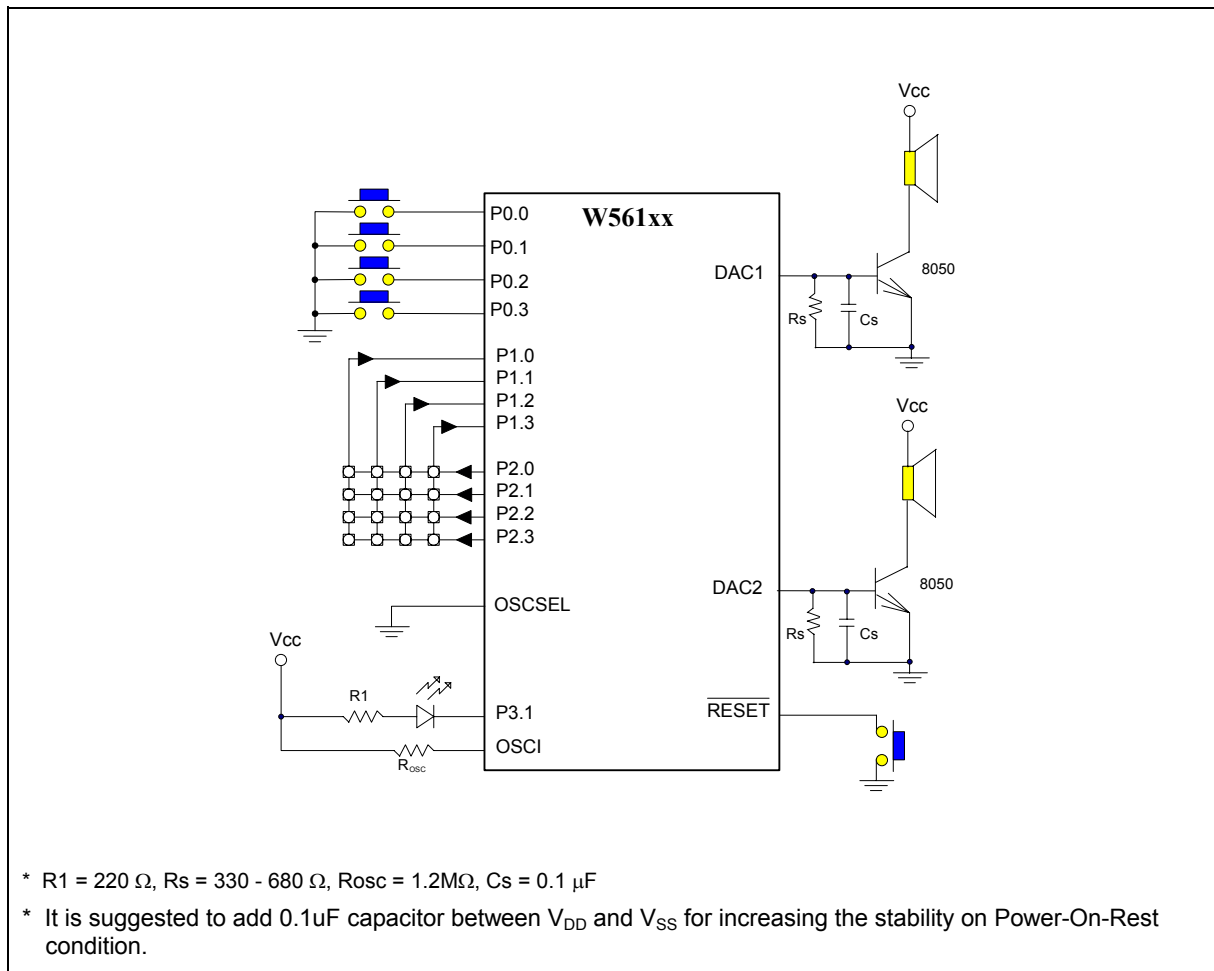 Vcc
W561xx
P0.0
P0.1
P0.2
P0.3
P1.0
P1.1
P1.2
P1.3
P2.0
P2.1
P2.2
P2.3
OSCSEL
Vcc
R1
P3.1
OSCI
Rosc
DAC1
8050
Rs
Cs
Vcc
DAC2
8050
Rs
Cs
RESET
* R1 = 220 Ω, Rs = 330 - 680 Ω, Rosc = 1.2MΩ, Cs = 0.1 μF
* It is suggested to add 0.1uF capacitor between VDD and VSS for increasing the stability on Power-On-Rest
condition.